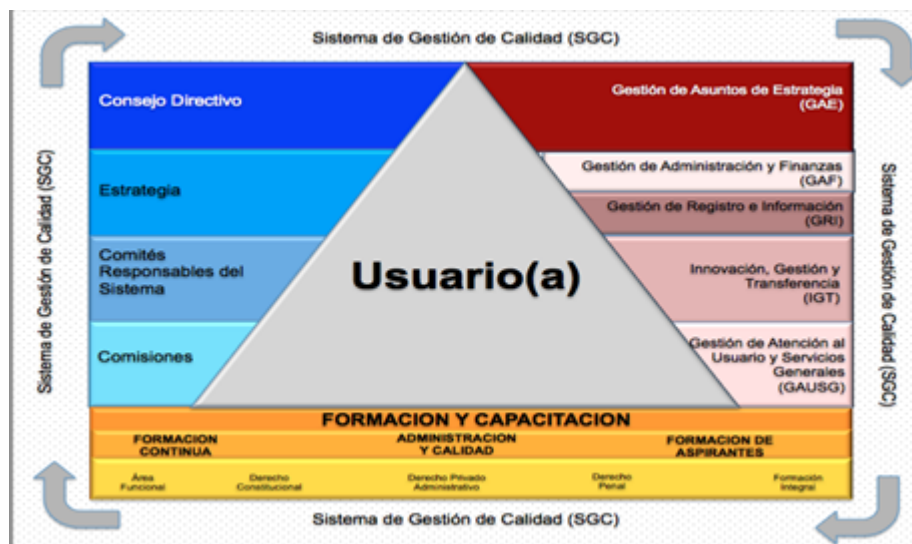 Sistema de Gestión de Calidad (SGC)
Sistema de Gestión de Calidad (SGC)
Consejo Directivo
Estrategia
Comités
Responsables del
Sistema
Comisiones
Usuario(a)
Gestión de Asuntos de Estrategia
(GAE)
Gestión de Administración y Finanzas
(GAF)
Gestión de Registro e Información
(GRI)
Innovación, Gestión y
Transferencia
(IGT)
Gestión de Atención al
Usuario y Servicios
Generales
(GAUSG)
Sistema de Gestión de Calidad (SGC)
FORMACION Y CAPACITACION
FORMACION
CONTINUA
ADMINISTRACION
Y CALIDAD
FORMACION DE
ASPIRANTES
Área
Funcional
Derecho
Constitucional
Derecho Privado
Administrativo
Derecho
Penal
Formación
Integral
Sistema de Gestión de Calidad (SGC)